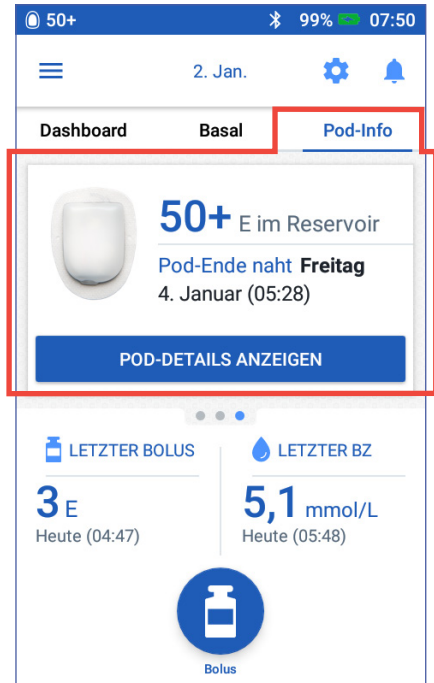 50+ 99% 07:50
2. Jan.
Dashboard Basal Pod-Info
50+ E im Reservoir
Pod-Ende naht Freitag
4. Januar (05:28)
POD-DETAILS ANZEIGEN
LETZTER BOLUS LETZTER BZ
3 E 5,1 mmol/L
Heute (04:47) Heute (05:48)
Bolus